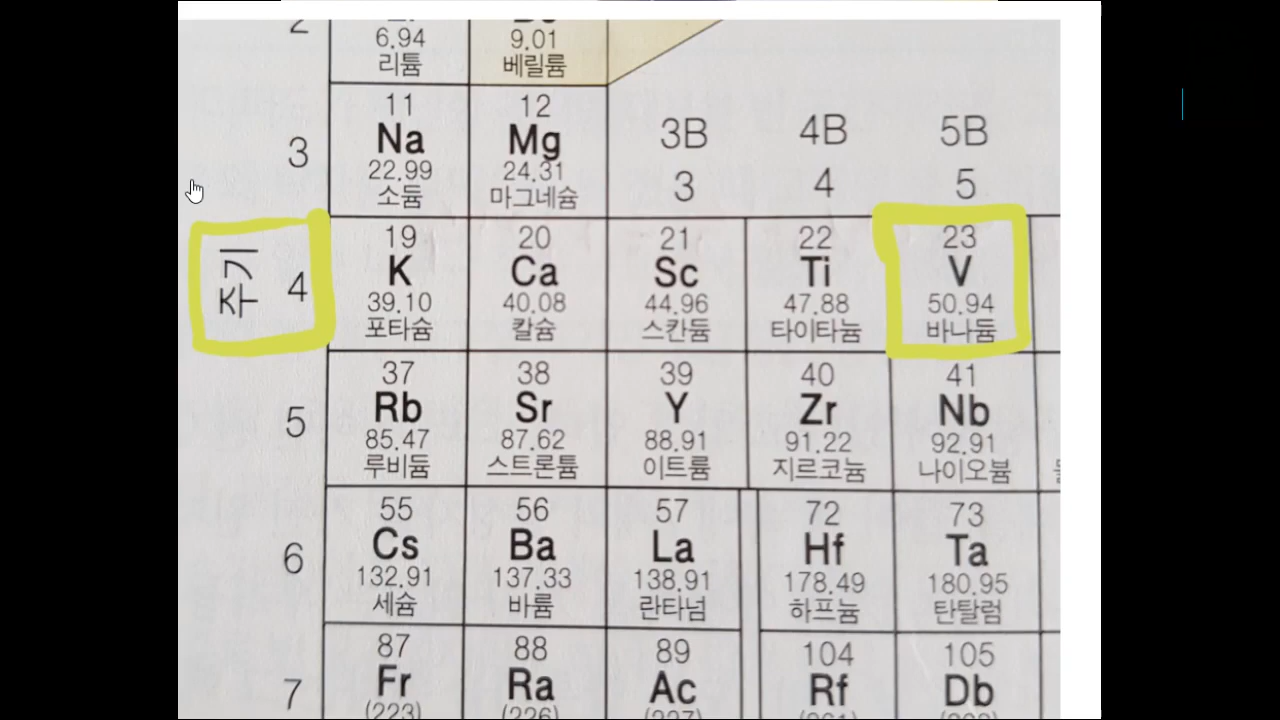 2
6.94 9.01
리튬 베릴륨
11 12
Na Mg 3B 4B 5B
3 22.99 24.31
소듐 마그네슘 3 4 5
19 20 21 22 23
주기 4 K Ca Sc Ti V
39.10 40.08 44.96 47.88 50.94
포타슘 칼슘 스칸듐 타이타늄 바나듐
37 38 39 40 41
5 Rb Sr Y Zr Nb
85.47 87.62 88.91 91.22 92.91
루비듐 스트론튬 이트륨 지르코늄 나이오븀
55 56 57 72 73
6 Cs Ba La Hf Ta
132.91 137.33 138.91 178.49 180.95
세슘 바륨 란타넘 하프늄 탄탈럼
87 88 89 104 105
7 Fr Ra Ac Rf Db
(223) (226) (227)